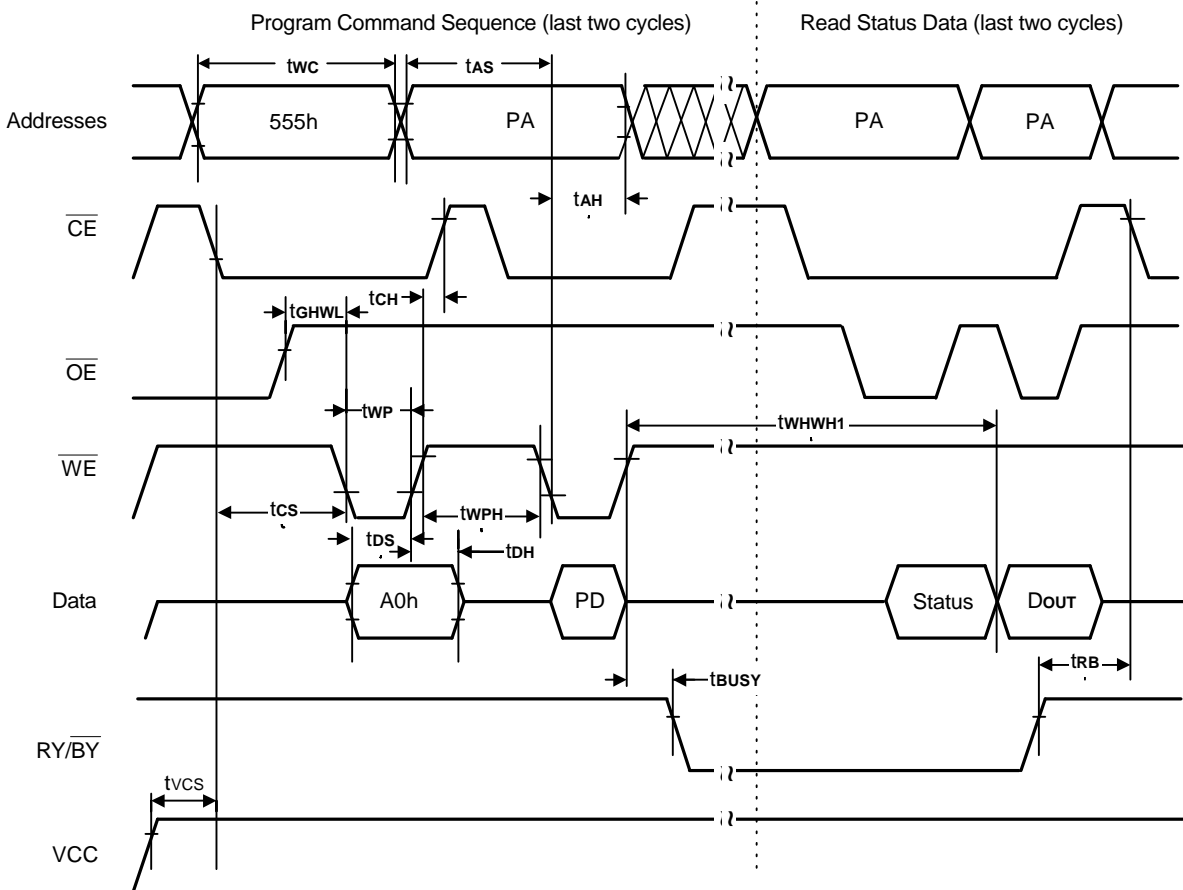 Program Command Sequence (last two cycles)
Read Status Data (last two cycles)
tWC
tAS
Addresses
555h
PA
PA
PA
tAH
CE
tCH
tGHWL
OE
tWP
tWHWH1
WE
tCS
tWPH
tDS
tDH
Data
A0h
PD
Status
DOUT
tRB
tBUSY
RY/BY
tVCS
VCC